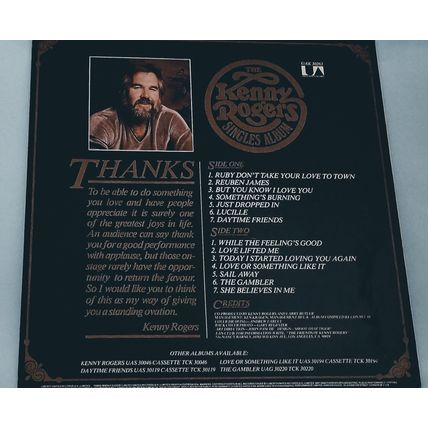 UAK 30263
UA
THE
Kenny
Rogers
SINGLES ALBUM
THANKS
To be able to do something
you love and have people
appreciate it is surely one
of the greatest joys in life.
An audience can say thank
you for a good performance
with applause, but those on-
stage rarely have the oppor-
tunity to return the favour.
So I would like you to think
of this as my way of giving
you a standing ovation.
Kenny Rogers
SIDE ONE
1. RUBY DON'T TAKE YOUR LOVE TO TOWN
2. REUBEN JAMES
3. BUT YOU KNOW I LOVE YOU
4. SOMETHING'S BURNING
5. JUST DROPPED IN
6. LUCILLE
7. DAYTIME FRIENDS
SIDE TWO
1. WHILE THE FEELING'S GOOD
2. LOVE LIFTED ME
3. TODAY I STARTED LOVING YOU AGAIN
4. LOVE OR SOMETHING LIKE IT
5. SAIL AWAY
6. THE GAMBLER
7. SHE BELIEVES IN ME
CREDITS
OTHER ALBUMS AVAILABLE:
KENNY ROGERS UAS 30046 CASSETTE TCK 30046
LOVE OR SOMETHING LIKE IT UAS 30194 CASSETTE TCK 30194
DAYTIME FRIENDS UAS 30119 CASSETTE TCK 30119
THE GAMBLER UAG 30220 CASSETTE TCK 30220